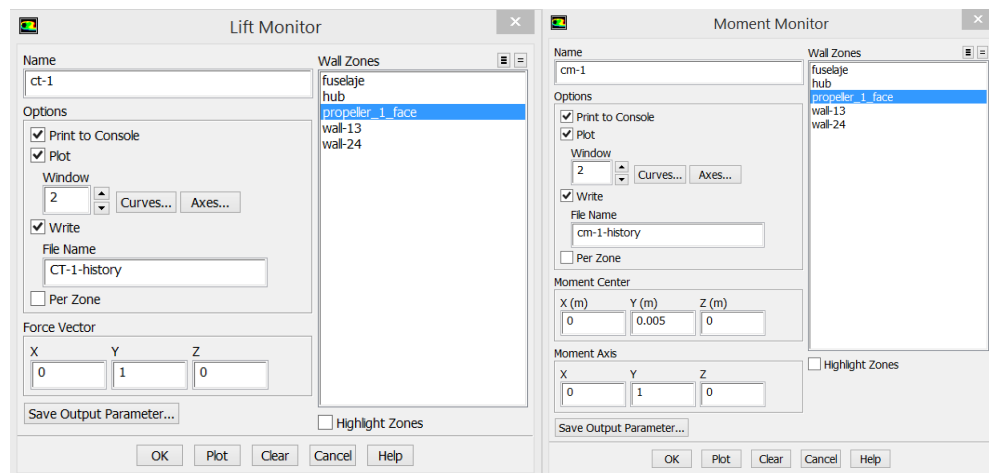 Lift Monitor
Name
ct-1
Options
Print to Console
Plot
Window
2
Curves... Axes...
Write
File Name
CT-1-history
Per Zone
Force Vector
X Y Z
0 1 0
Save Output Parameter...
Wall Zones
fuselaje
hub
propeller_1_face
wall-13
wall-24
Highlight Zones
OK Plot Clear Cancel Help
Moment Monitor
Name
cm-1
Options
Print to Console
Plot
Window
2
Curves... Axes...
Write
File Name
cm-1-history
Per Zone
Moment Center
X (m) Y (m) Z (m)
0 0.005 0
Moment Axis
X Y Z
0 1 0
Save Output Parameter...
Wall Zones
fuselaje
hub
propeller_1_face
wall-13
wall-24
Highlight Zones
OK Plot Clear Cancel Help